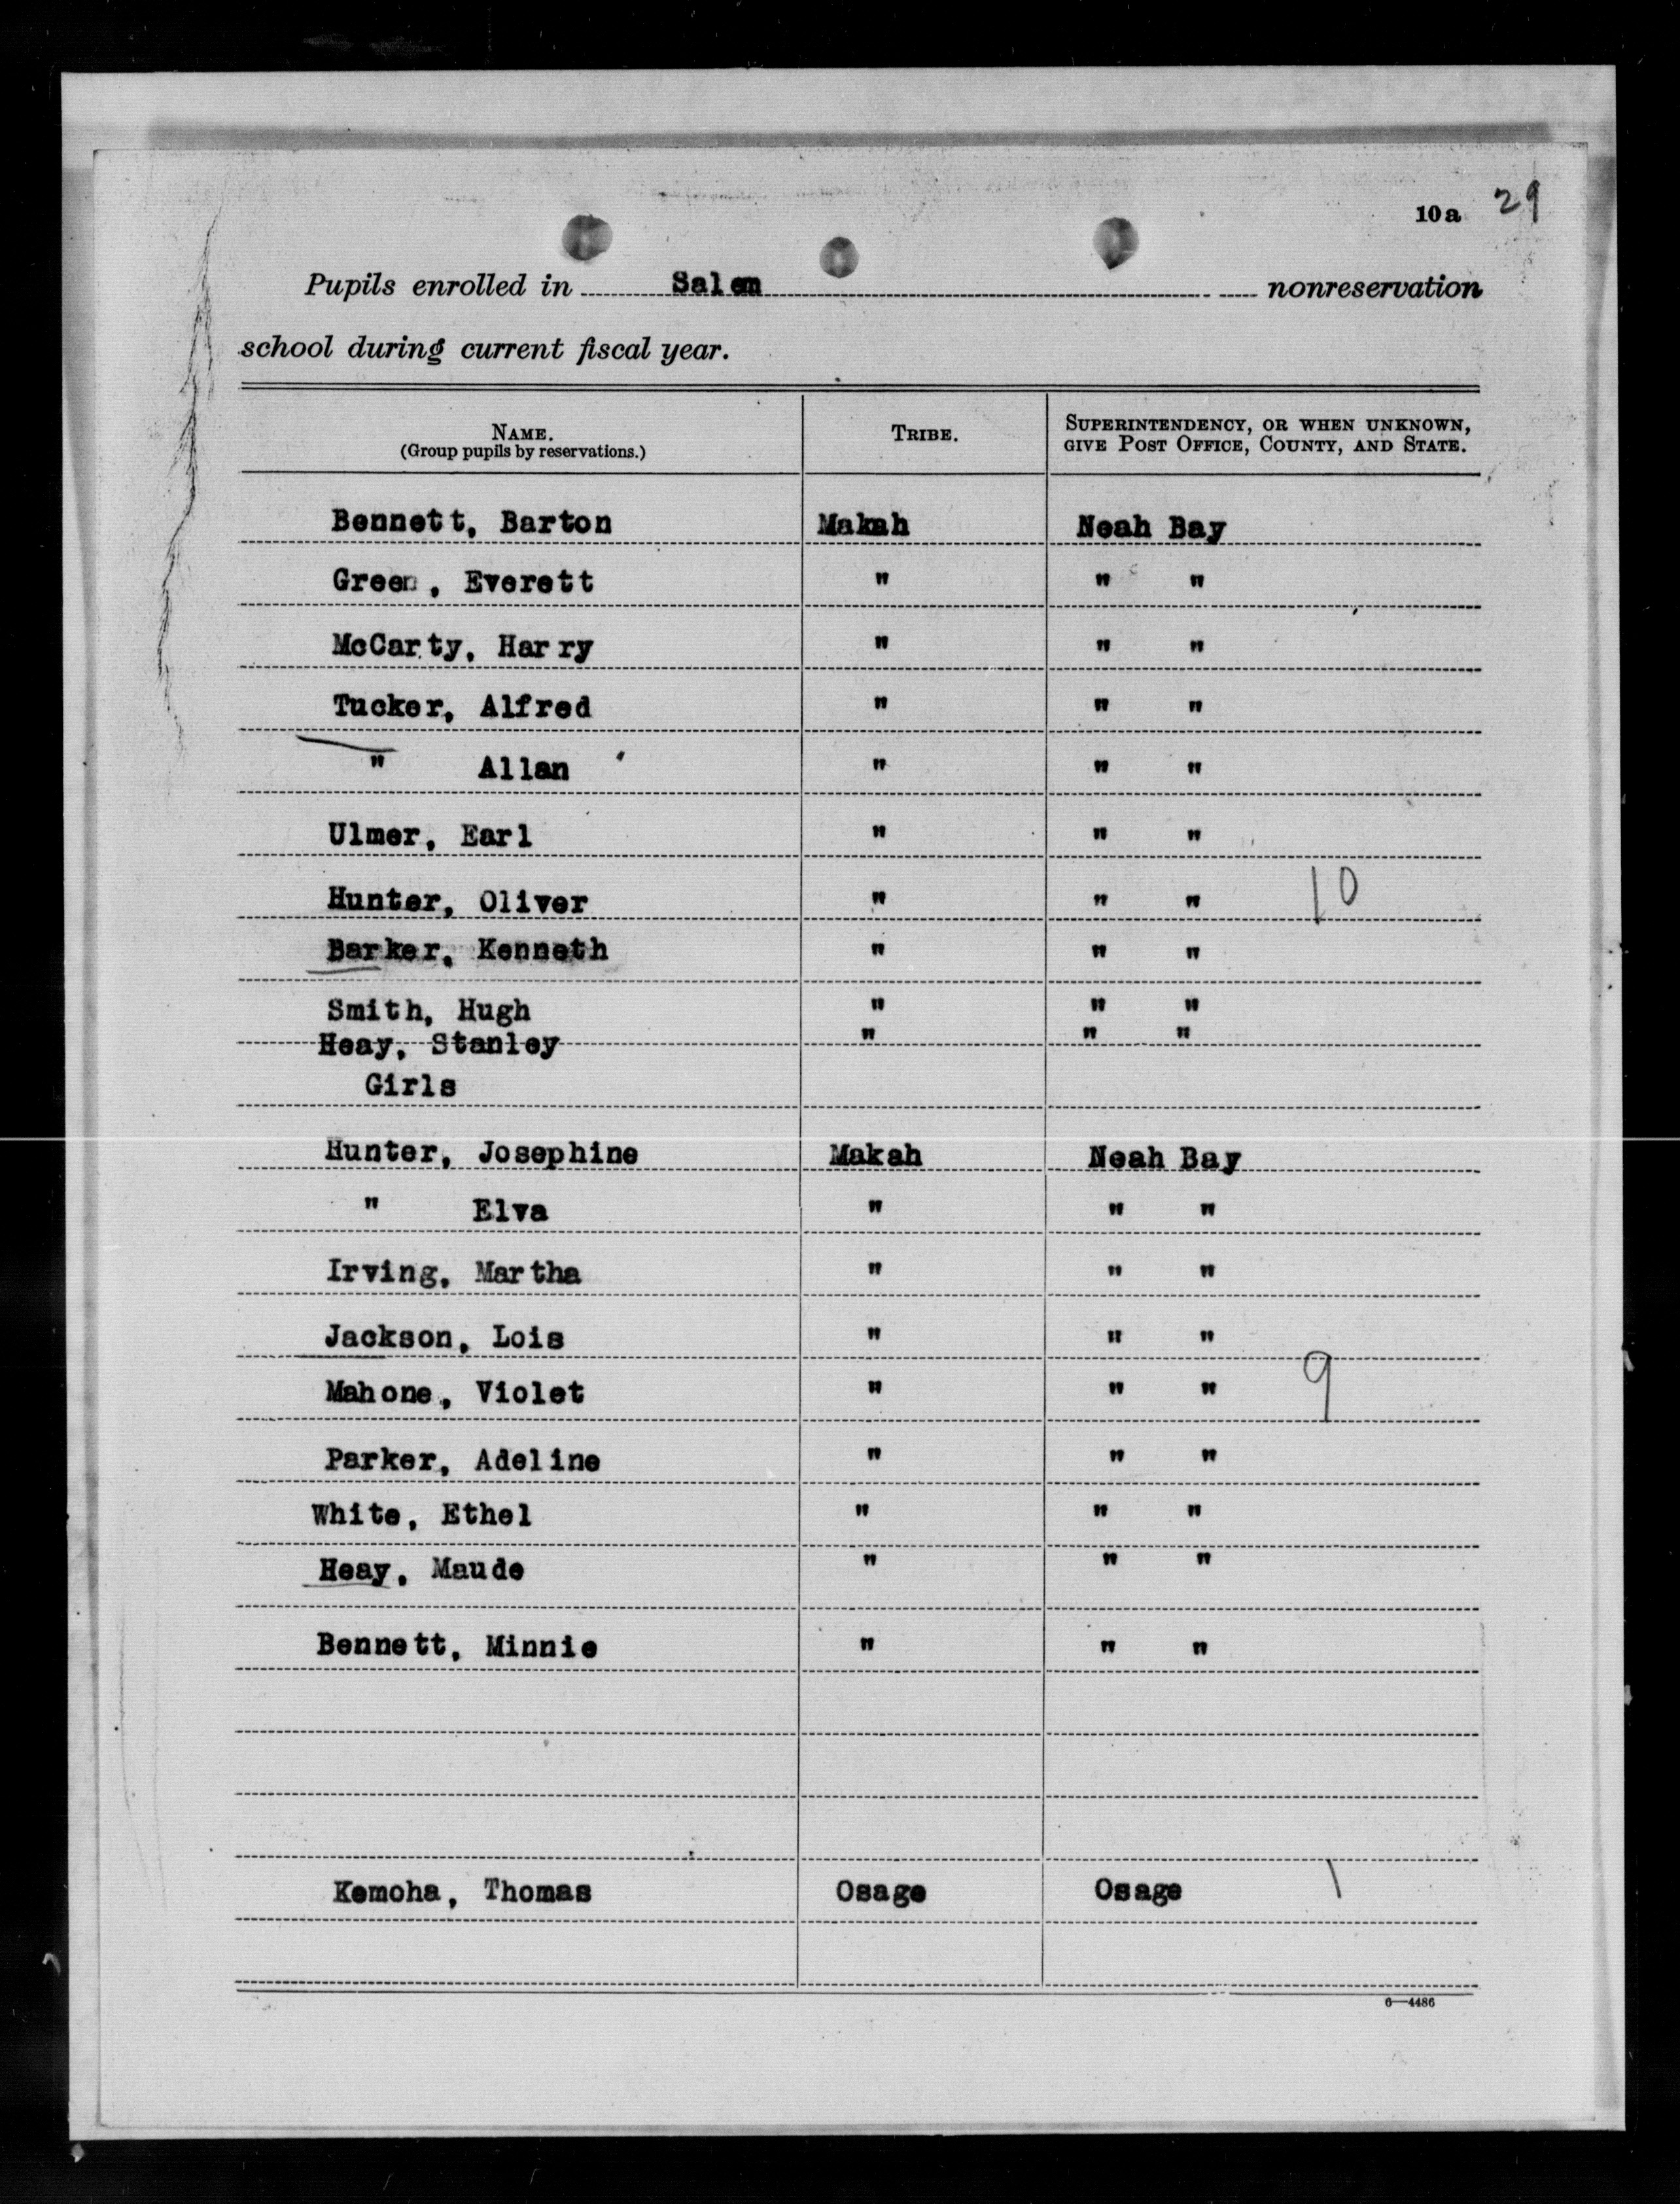 10a 29
Pupils enrolled in Salem nonreservation
school during current fiscal year.
NAME. TRIBE. SUPERINTENDENCY, OR WHEN UNKNOWN,
(Group pupils by reservations.) GIVE POST OFFICE, COUNTY, AND STATE.
Bennett, Barton Makah Neah Bay
Green, Everett " " "
McCarty, Harry " " "
Tucker, Alfred " " "
" Allan " " "
Ulmer, Earl " " "
Hunter, Oliver " " " 10
Barker, Kenneth " " "
Smith, Hugh " " "
Heay, Stanley " " "
Girls
Hunter, Josephine Makah Neah Bay
" Elva " " "
Irving, Martha " " "
Jackson, Lois " " "
Mahone, Violet " " " 9
Parker, Adeline " " "
White, Ethel " " "
Heay, Maude " " "
Bennett, Minnie " " "
Kemoha, Thomas Osage Osage 1
6—4486